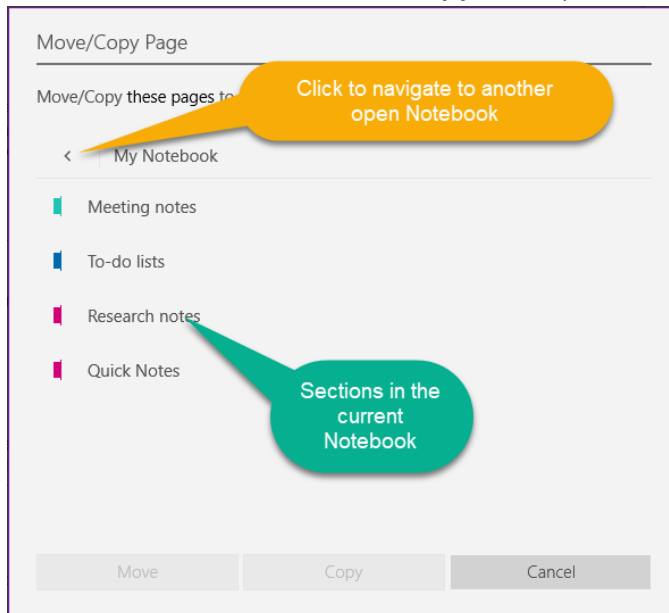 Move/Copy Page
Move/Copy these pages to
Click to navigate to another
open Notebook
< My Notebook
Meeting notes
To-do lists
Research notes
Quick Notes
Sections in the
current
Notebook
Move Copy Cancel